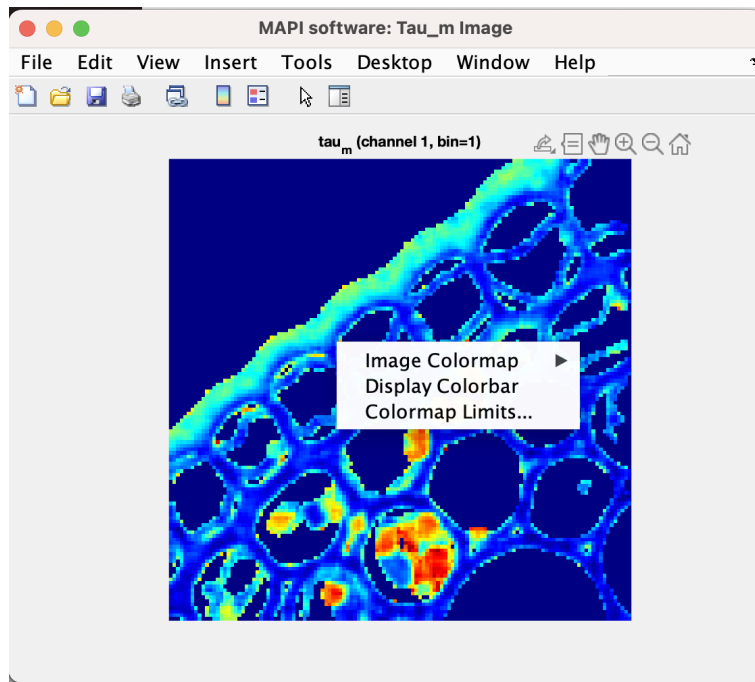 MAPI software: Tau_m Image
File Edit View Insert Tools Desktop Window Help
tau_m (channel 1, bin=1)
Image Colormap
Display Colorbar
Colormap Limits...